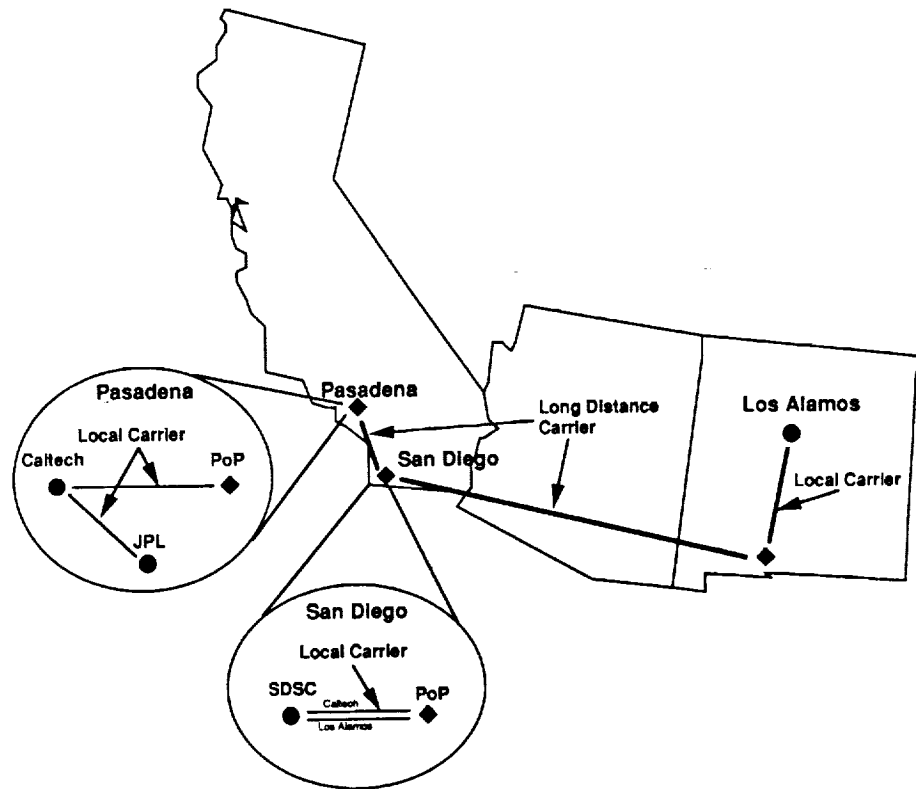 Pasadena
Local Carrier
Caltech
PoP
JPL
Pasadena
San Diego
Long Distance
Carrier
Los Alamos
Local Carrier
San Diego
Local Carrier
SDSC
Caltech
PoP
Los Alamos